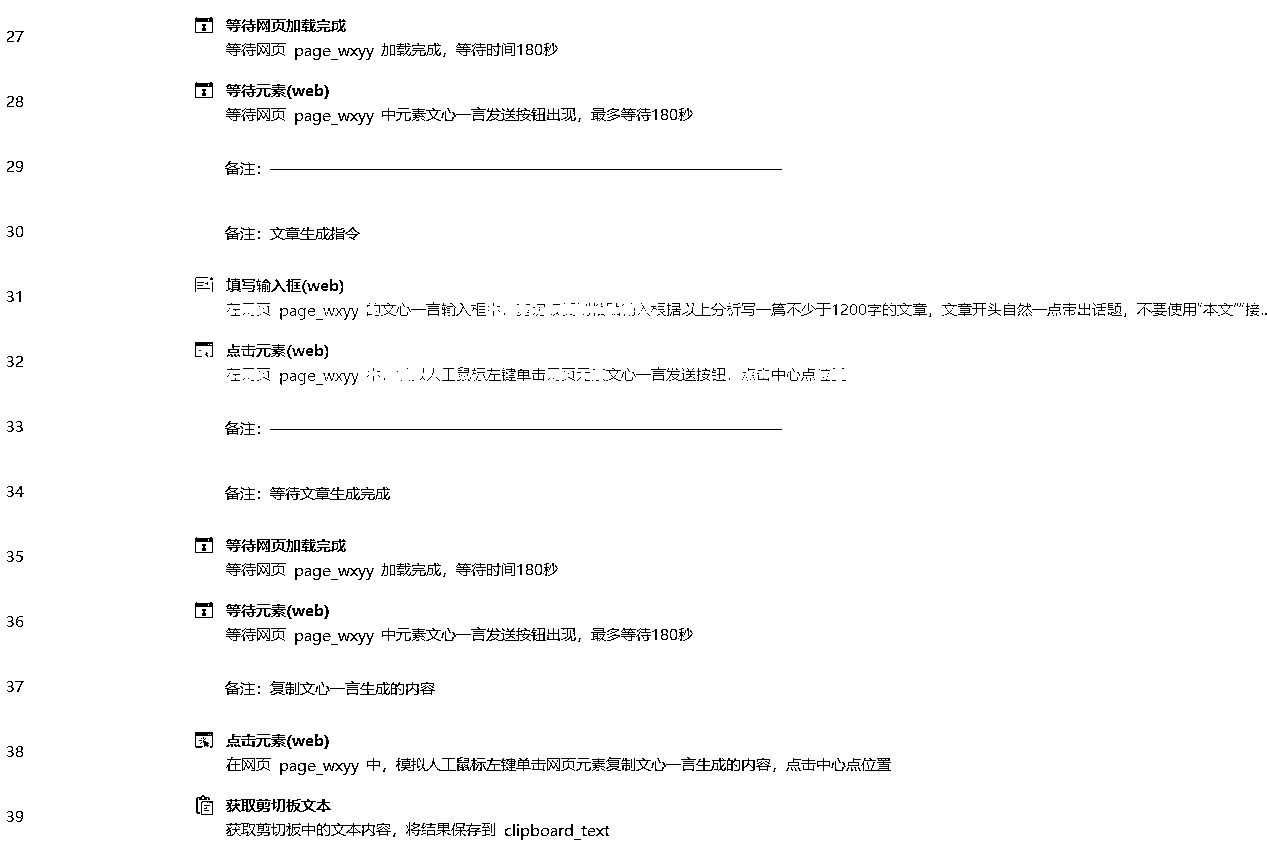 27
等待网页加载完成
等待网页 page_wxyy 加载完成，等待时间180秒
28
等待元素(web)
等待网页 page_wxyy 中元素文心一言发送按钮出现，最多等待180秒
29
备注：——————————————————————————————————
30
备注：文章生成指令
31
填写输入框(web)
在网页 page_wxyy 的文心一言输入框中，输入根据以上分析写一篇不少于1200字的文章，文章开头自然一点带出话题，不要使用"本文""接...
32
点击元素(web)
在网页 page_wxyy 中，模拟人工鼠标左键单击网页元素文心一言发送按钮，点击中心点位置
33
备注：——————————————————————————————————
34
备注：等待文章生成完成
35
等待网页加载完成
等待网页 page_wxyy 加载完成，等待时间180秒
36
等待元素(web)
等待网页 page_wxyy 中元素文心一言发送按钮出现，最多等待180秒
37
备注：复制文心一言生成的内容
38
点击元素(web)
在网页 page_wxyy 中，模拟人工鼠标左键单击网页元素复制文心一言生成的内容，点击中心点位置
39
获取剪切板文本
获取剪切板中的文本内容，将结果保存到 clipboard_text